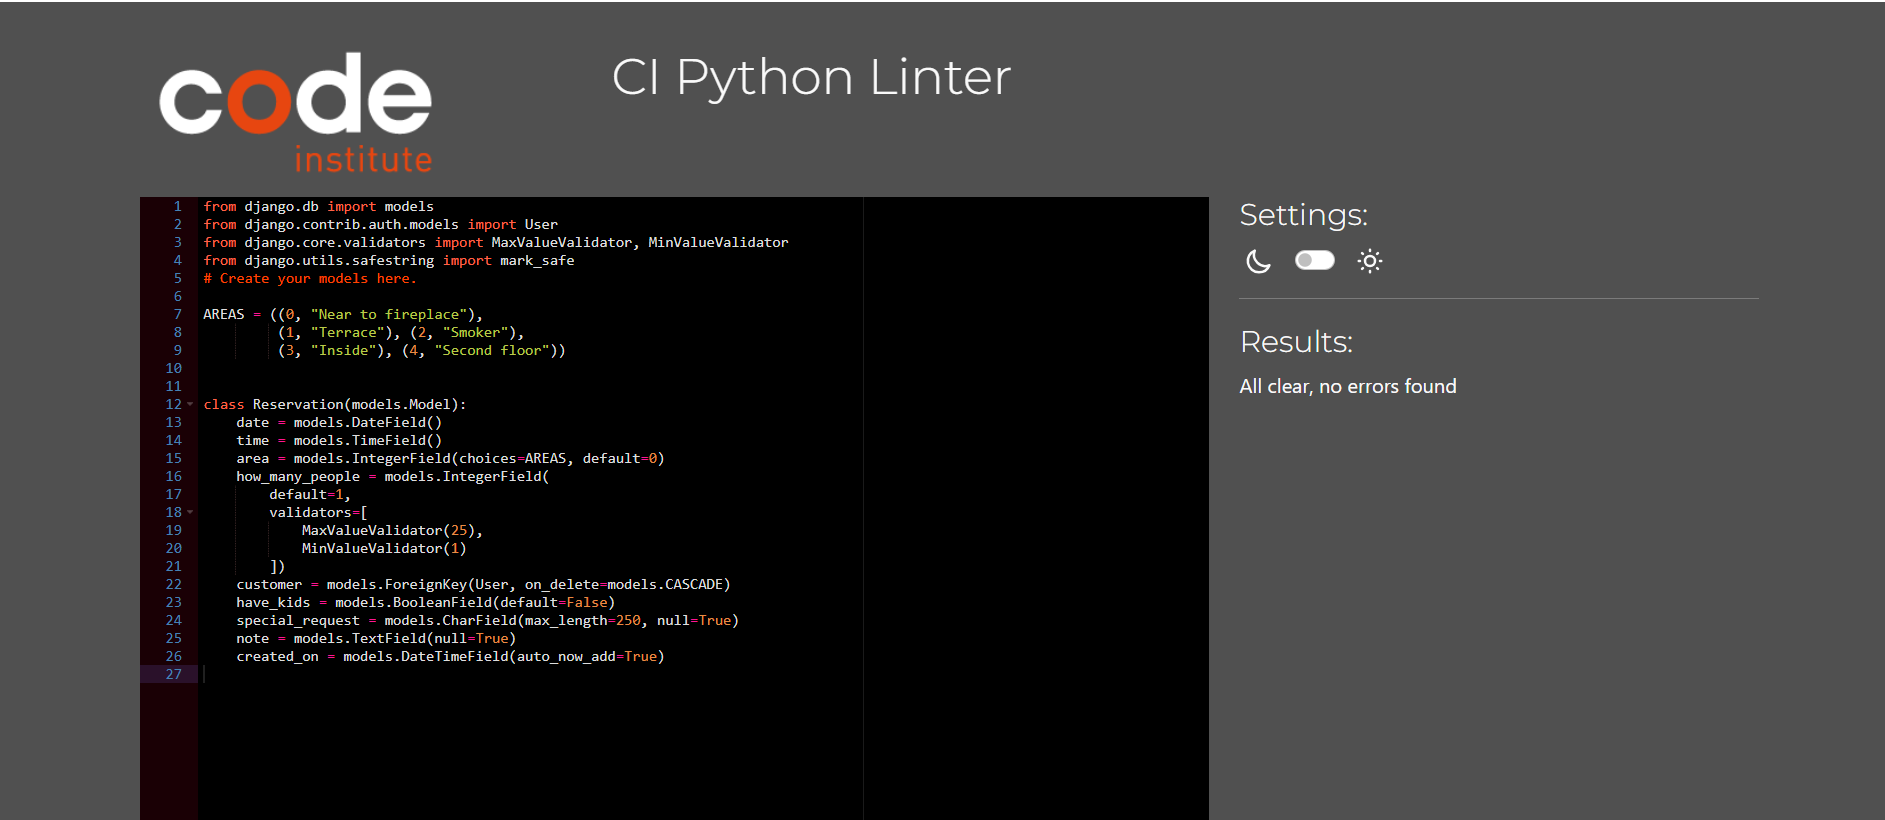 code
institute
CI Python Linter
1 from django.db import models
2 from django.contrib.auth.models import User
3 from django.core.validators import MaxValueValidator, MinValueValidator
4 from django.utils.safestring import mark_safe
5 # Create your models here.
6
7 AREAS = ((0, "Near to fireplace"),
8          (1, "Terrace"), (2, "Smoker"),
9          (3, "Inside"), (4, "Second floor"))
10
11
12 class Reservation(models.Model):
13     date = models.DateField()
14     time = models.TimeField()
15     area = models.IntegerField(choices=AREAS, default=0)
16     how_many_people = models.IntegerField(
17         default=1,
18         validators=[
19             MaxValueValidator(25),
20             MinValueValidator(1)
21         ])
22     customer = models.ForeignKey(User, on_delete=models.CASCADE)
23     have_kids = models.BooleanField(default=False)
24     special_request = models.CharField(max_length=250, null=True)
25     note = models.TextField(null=True)
26     created_on = models.DateTimeField(auto_now_add=True)
27
Settings:
Results:
All clear, no errors found